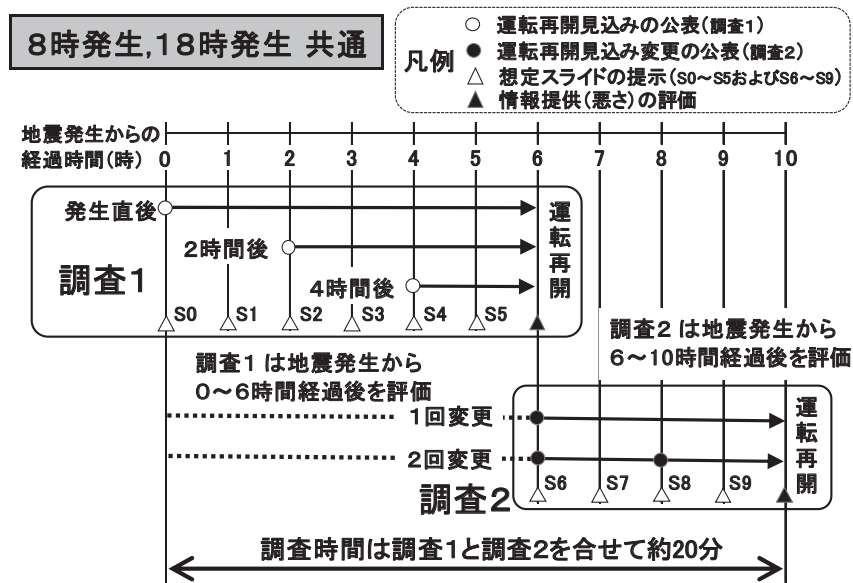 8時発生,18時発生 共通
凡例
運転再開見込みの公表(調査1)
運転再開見込み変更の公表(調査2)
想定スライドの提示(S0～S5およびS6～S9)
情報提供(悪さ)の評価
地震発生からの
経過時間(時) 0 1 2 3 4 5 6 7 8 9 10
発生直後
2時間後
4時間後
調査1
運転再開
S0 S1 S2 S3 S4 S5
調査1は地震発生から
0～6時間経過後を評価
調査2は地震発生から
6～10時間経過後を評価
1回変更
2回変更
調査2
運転再開
S6 S7 S8 S9
調査時間は調査1と調査2を合せて約20分